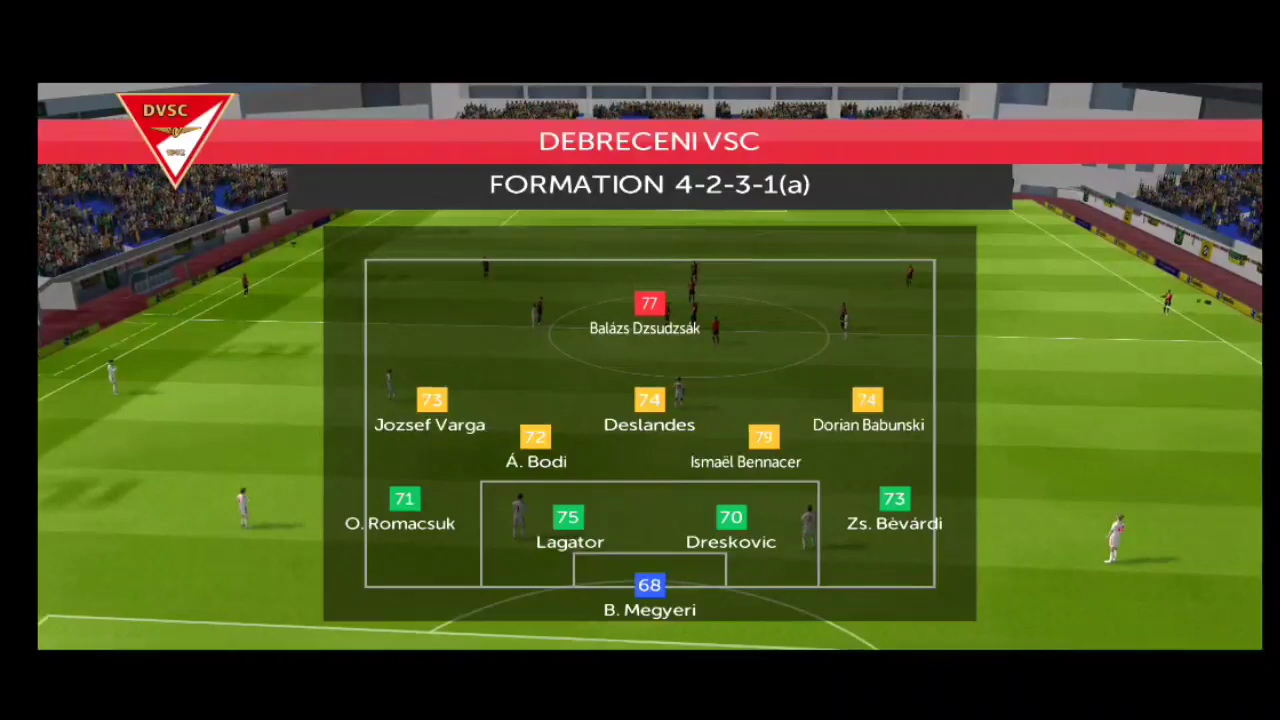 DVSC
DEBRECENI VSC
FORMATION 4-2-3-1(a)
77
Balázs Dzsudzsák
73
Jozsef Varga
74
Deslandes
74
Dorian Babunski
72
Á. Bodi
79
Ismaël Bennacer
71
O. Romacsuk
75
Lagator
70
Dreskovic
73
Zs. Bèvárdi
68
B. Megyeri